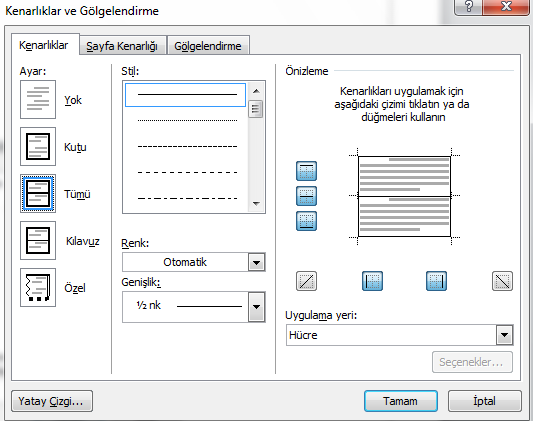 Kenarlıklar ve Gölgelendirme
Kenarlıklar
Sayfa Kenarlığı
Gölgelendirme
Ayar:
Yok
Kutu
Tümü
Kılavuz
Özel
Stil:
Renk:
Otomatik
Genişlik:
½ nk
Önizleme
Kenarlıkları uygulamak için
aşağıdaki çizimi tıklatın ya da
düğmeleri kullanın
Uygulama yeri:
Hücre
Seçenekler...
Yatay Çizgi...
Tamam
İptal